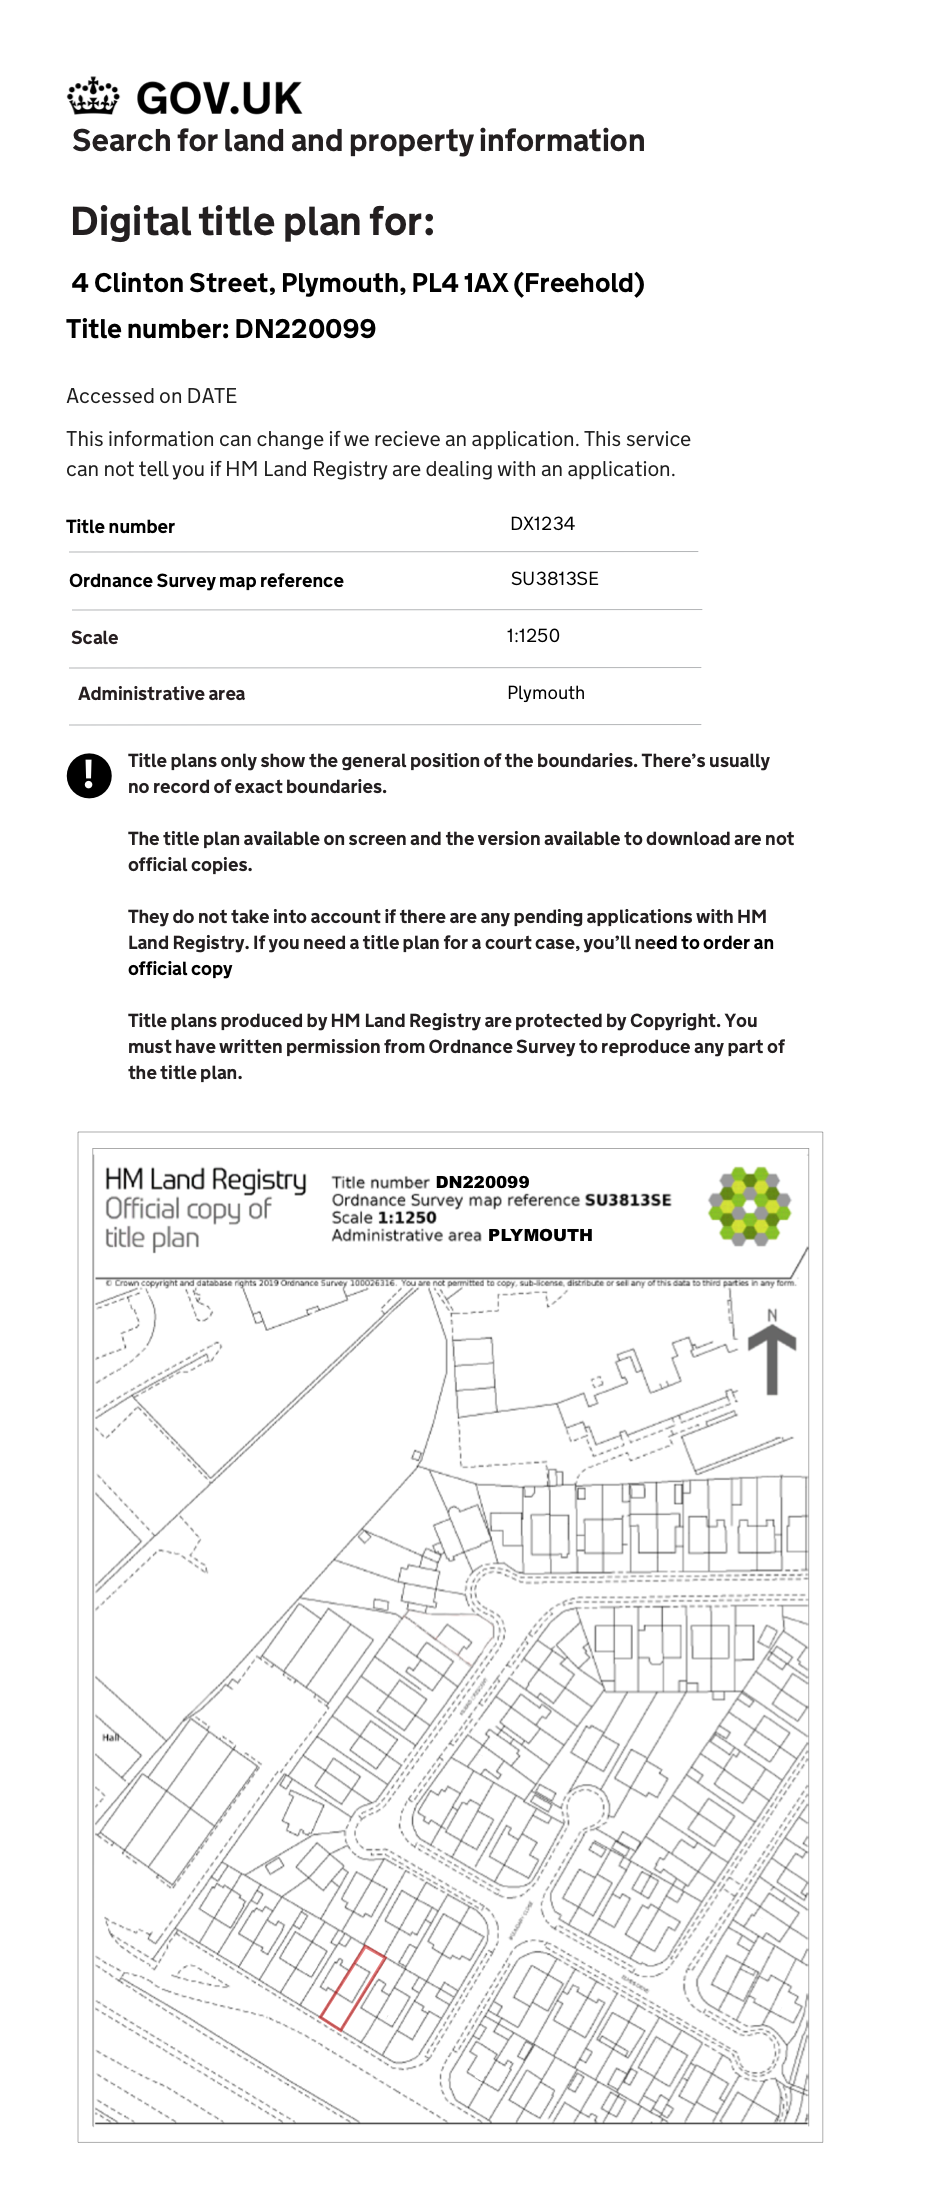 GOV.UK
Search for land and property information
Digital title plan for:
4 Clinton Street, Plymouth, PL4 1AX (Freehold)
Title number: DN220099
Accessed on DATE
This information can change if we recieve an application. This service
can not tell you if HM Land Registry are dealing with an application.
Title number DX1234
Ordnance Survey map reference SU3813SE
Scale 1:1250
Administrative area Plymouth
Title plans only show the general position of the boundaries. There's usually
no record of exact boundaries.
The title plan available on screen and the version available to download are not
official copies.
They do not take into account if there are any pending applications with HM
Land Registry. If you need a title plan for a court case, you'll need to order an
official copy
Title plans produced by HM Land Registry are protected by Copyright. You
must have written permission from Ordnance Survey to reproduce any part of
the title plan.
HM Land Registry
Official copy of
title plan
Title number DN220099
Ordnance Survey map reference SU3813SE
Scale 1:1250
Administrative area PLYMOUTH
© Crown copyright and database rights 2019 Ordnance Survey 100026316. You are not permitted to copy, sub-license, distribute or sell any of this data to third parties in any form.
N
Hall